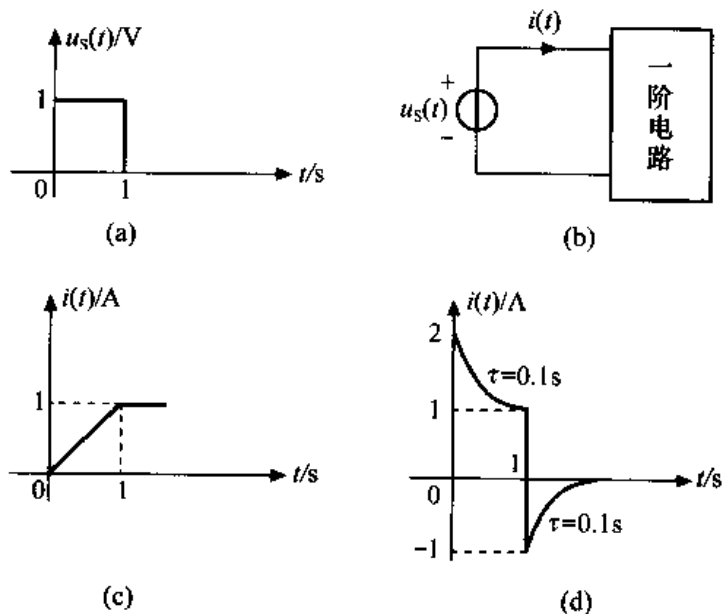 u_S(t)/V
1
0
1
t/s
(a)
i(t)
+
u_S(t)
-
一阶电路
(b)
i(t)/A
1
0
1
t/s
(c)
i(t)/A
2
τ=0.1s
1
1
0
t/s
τ=0.1s
-1
(d)